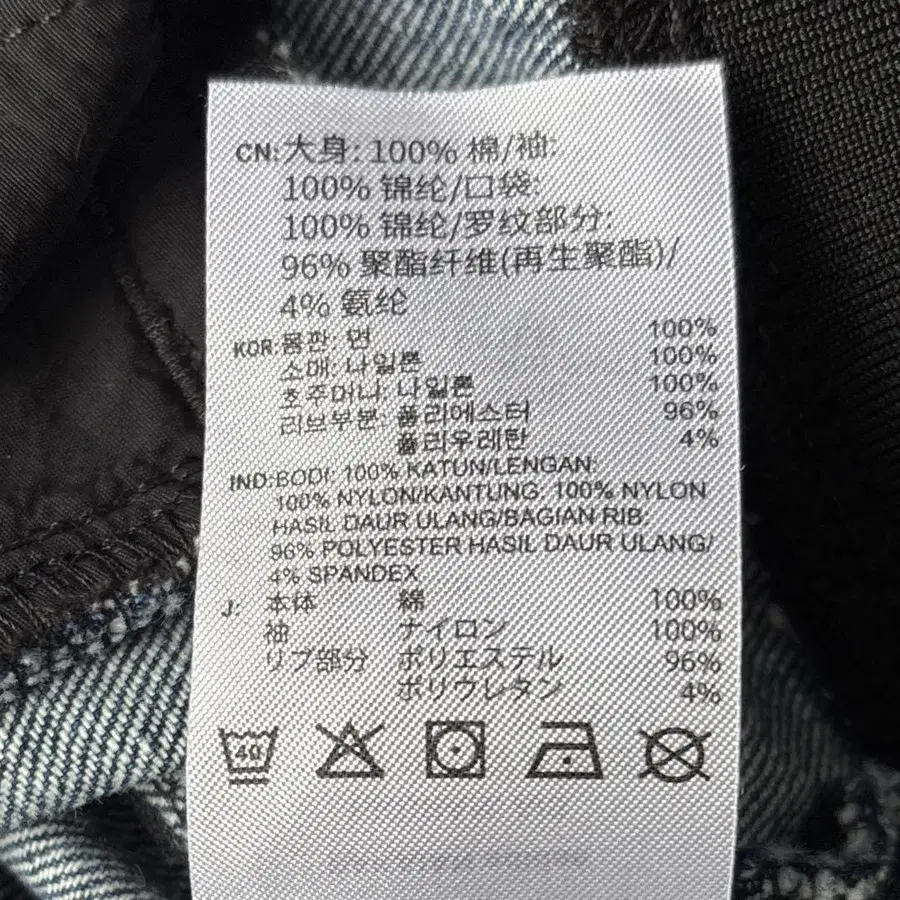 CN:大身: 100% 棉/袖:
100% 锦纶/口袋:
100% 锦纶/罗纹部分:
96% 聚酯纤维(再生聚酯)/
4% 氨纶
KOR:몸판: 면 100%
소매: 나일론 100%
호주머니: 나일론 100%
리브부분: 폴리에스터 96%
폴리우레탄 4%
IND:BODI: 100% KATUN/LENGAN:
100% NYLON/KANTUNG: 100% NYLON
HASIL DAUR ULANG/BAGIAN RIB:
96% POLYESTER HASIL DAUR ULANG/
4% SPANDEX
J: 本体 綿 100%
袖 ナイロン 100%
リブ部分 ポリエステル 96%
ポリウレタン 4%
40